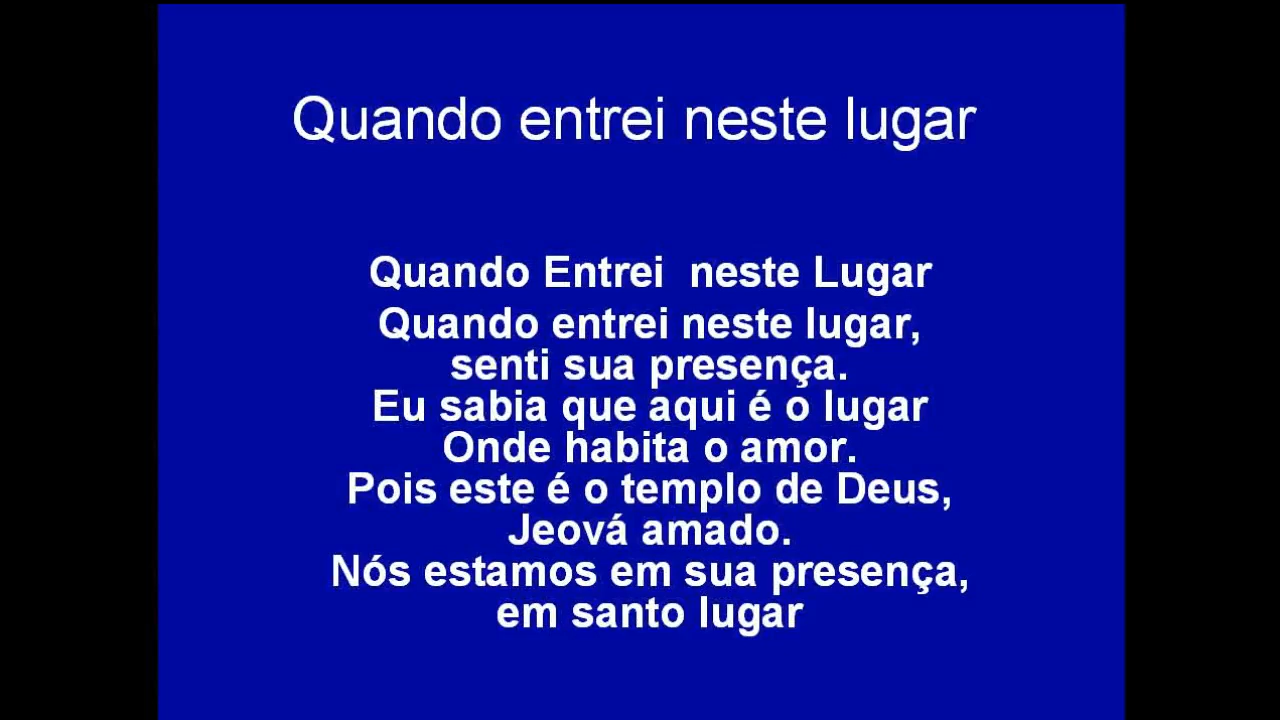 Quando entrei neste lugar
Quando Entrei  neste Lugar
Quando entrei neste lugar,
senti sua presença.
Eu sabia que aqui é o lugar
Onde habita o amor.
Pois este é o templo de Deus,
Jeová amado.
Nós estamos em sua presença,
em santo lugar